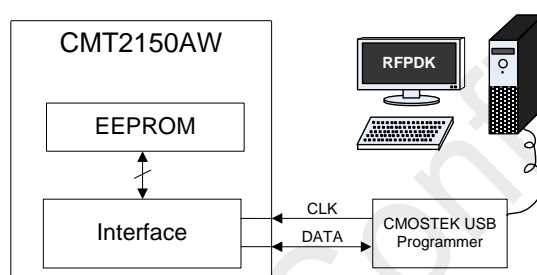 CMT2150AW
RFPDK
EEPROM
Interface
CLK
DATA
CMOSTEK USB
Programmer